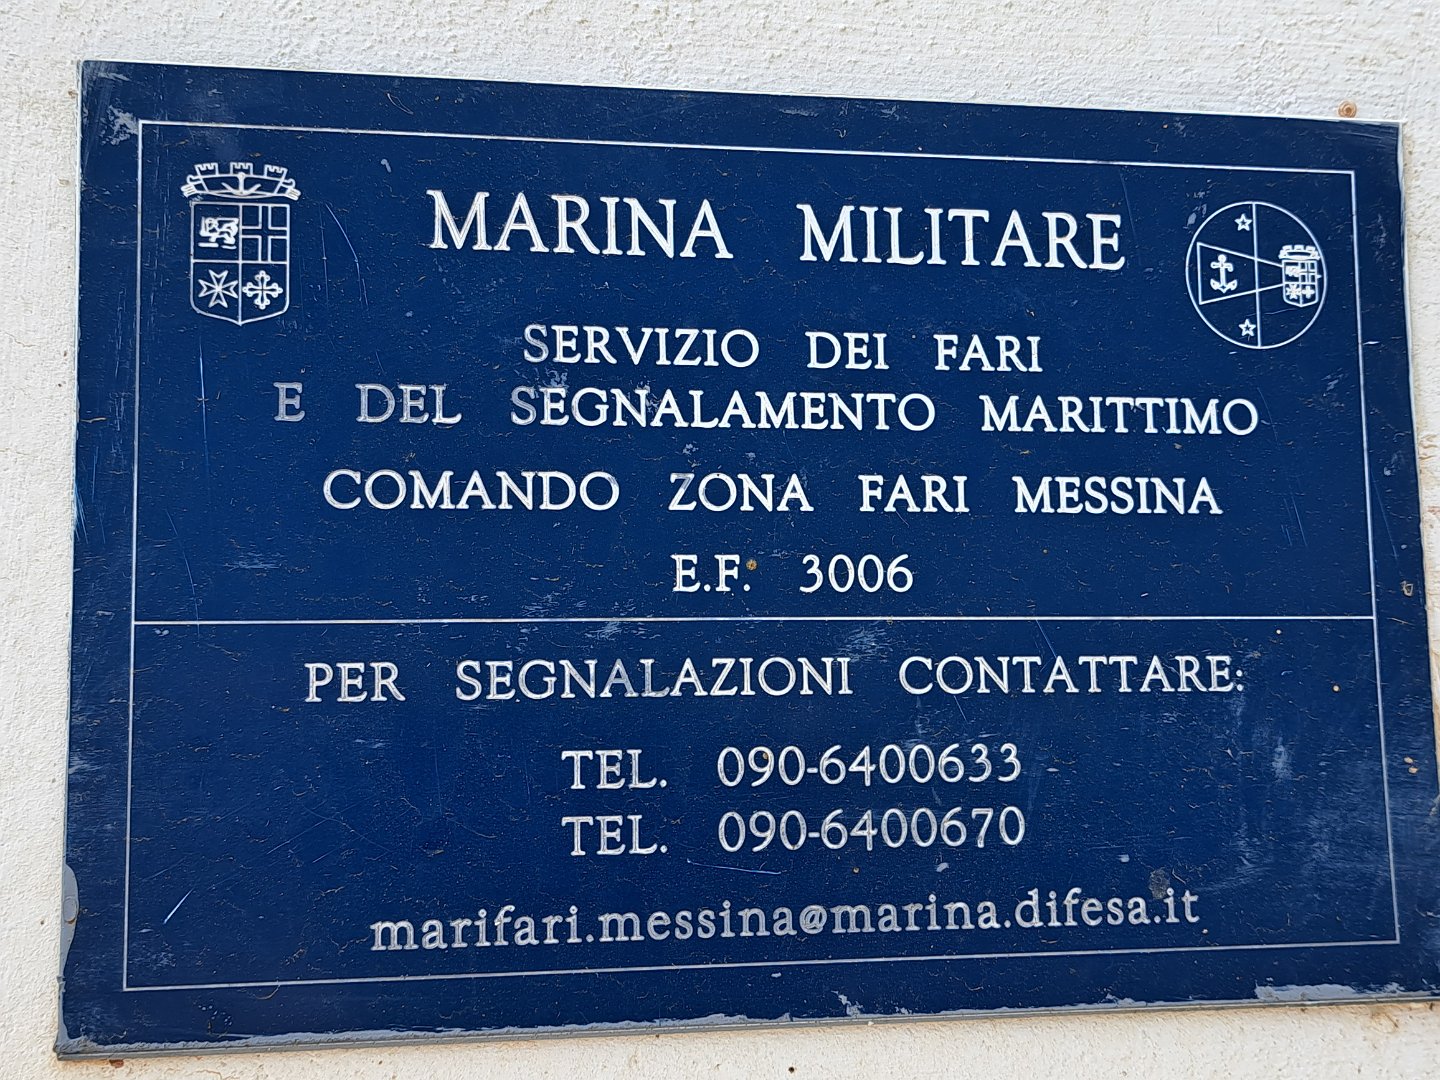 MARINA MILITARE
SERVIZIO DEI FARI
E DEL SEGNALAMENTO MARITTIMO
COMANDO ZONA FARI MESSINA
E.F. 3006
PER SEGNALAZIONI CONTATTARE:
TEL. 090-6400633
TEL. 090-6400670
marifari.messina@marina.difesa.it